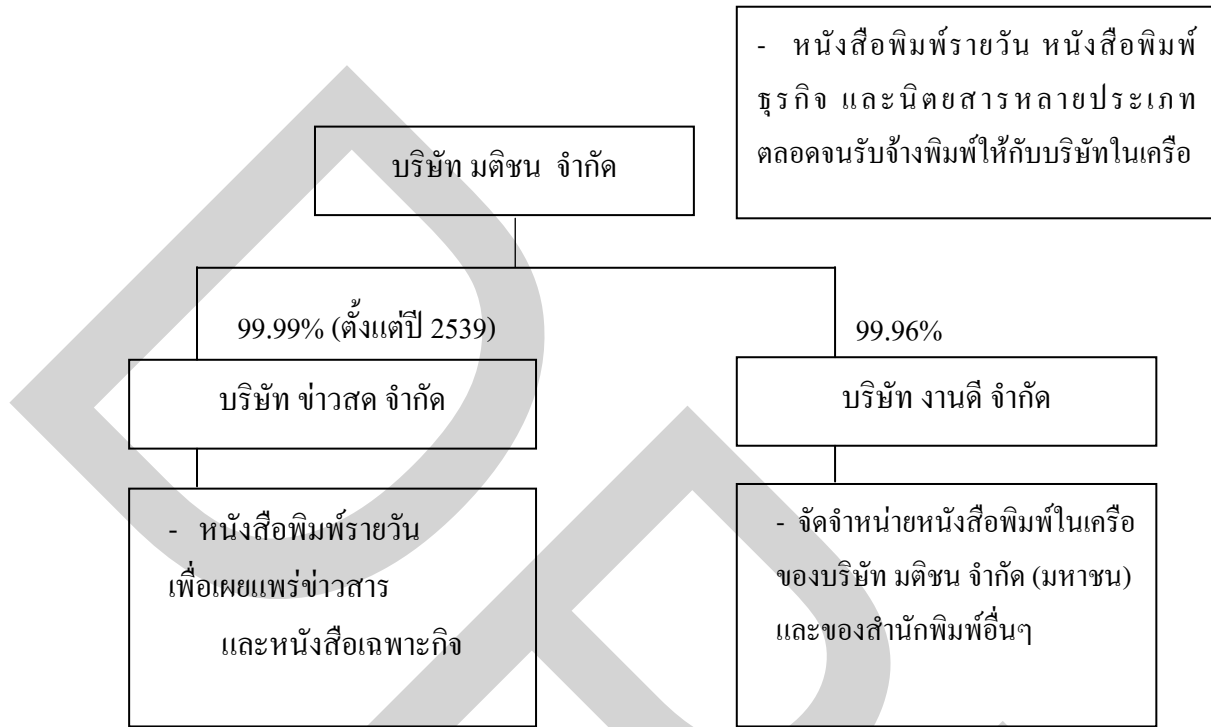 - หนังสือพิมพ์รายวัน หนังสือพิมพ์
ธุรกิจ และนิตยสารหลายประเภท
ตลอดจนรับจ้างพิมพ์ให้กับบริษัทในเครือ
บริษัท มติชน จำกัด
99.99% (ตั้งแต่ปี 2539)
99.96%
บริษัท ข่าวสด จำกัด
บริษัท งานดี จำกัด
- หนังสือพิมพ์รายวัน
เพื่อเผยแพร่ข่าวสาร
และหนังสือเฉพาะกิจ
- จัดจำหน่ายหนังสือพิมพ์ในเครือ
ของบริษัท มติชน จำกัด (มหาชน)
และของสำนักพิมพ์อื่นๆ